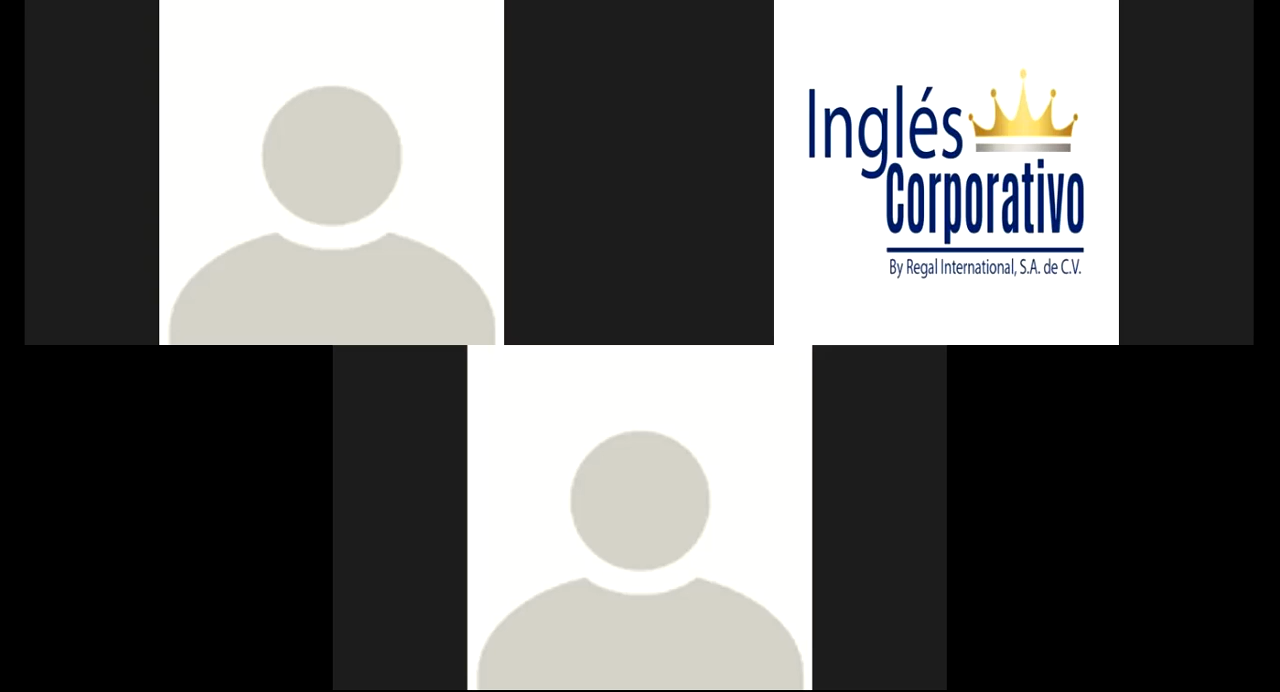 Inglés
Corporativo
By Regal International, S.A. de C.V.